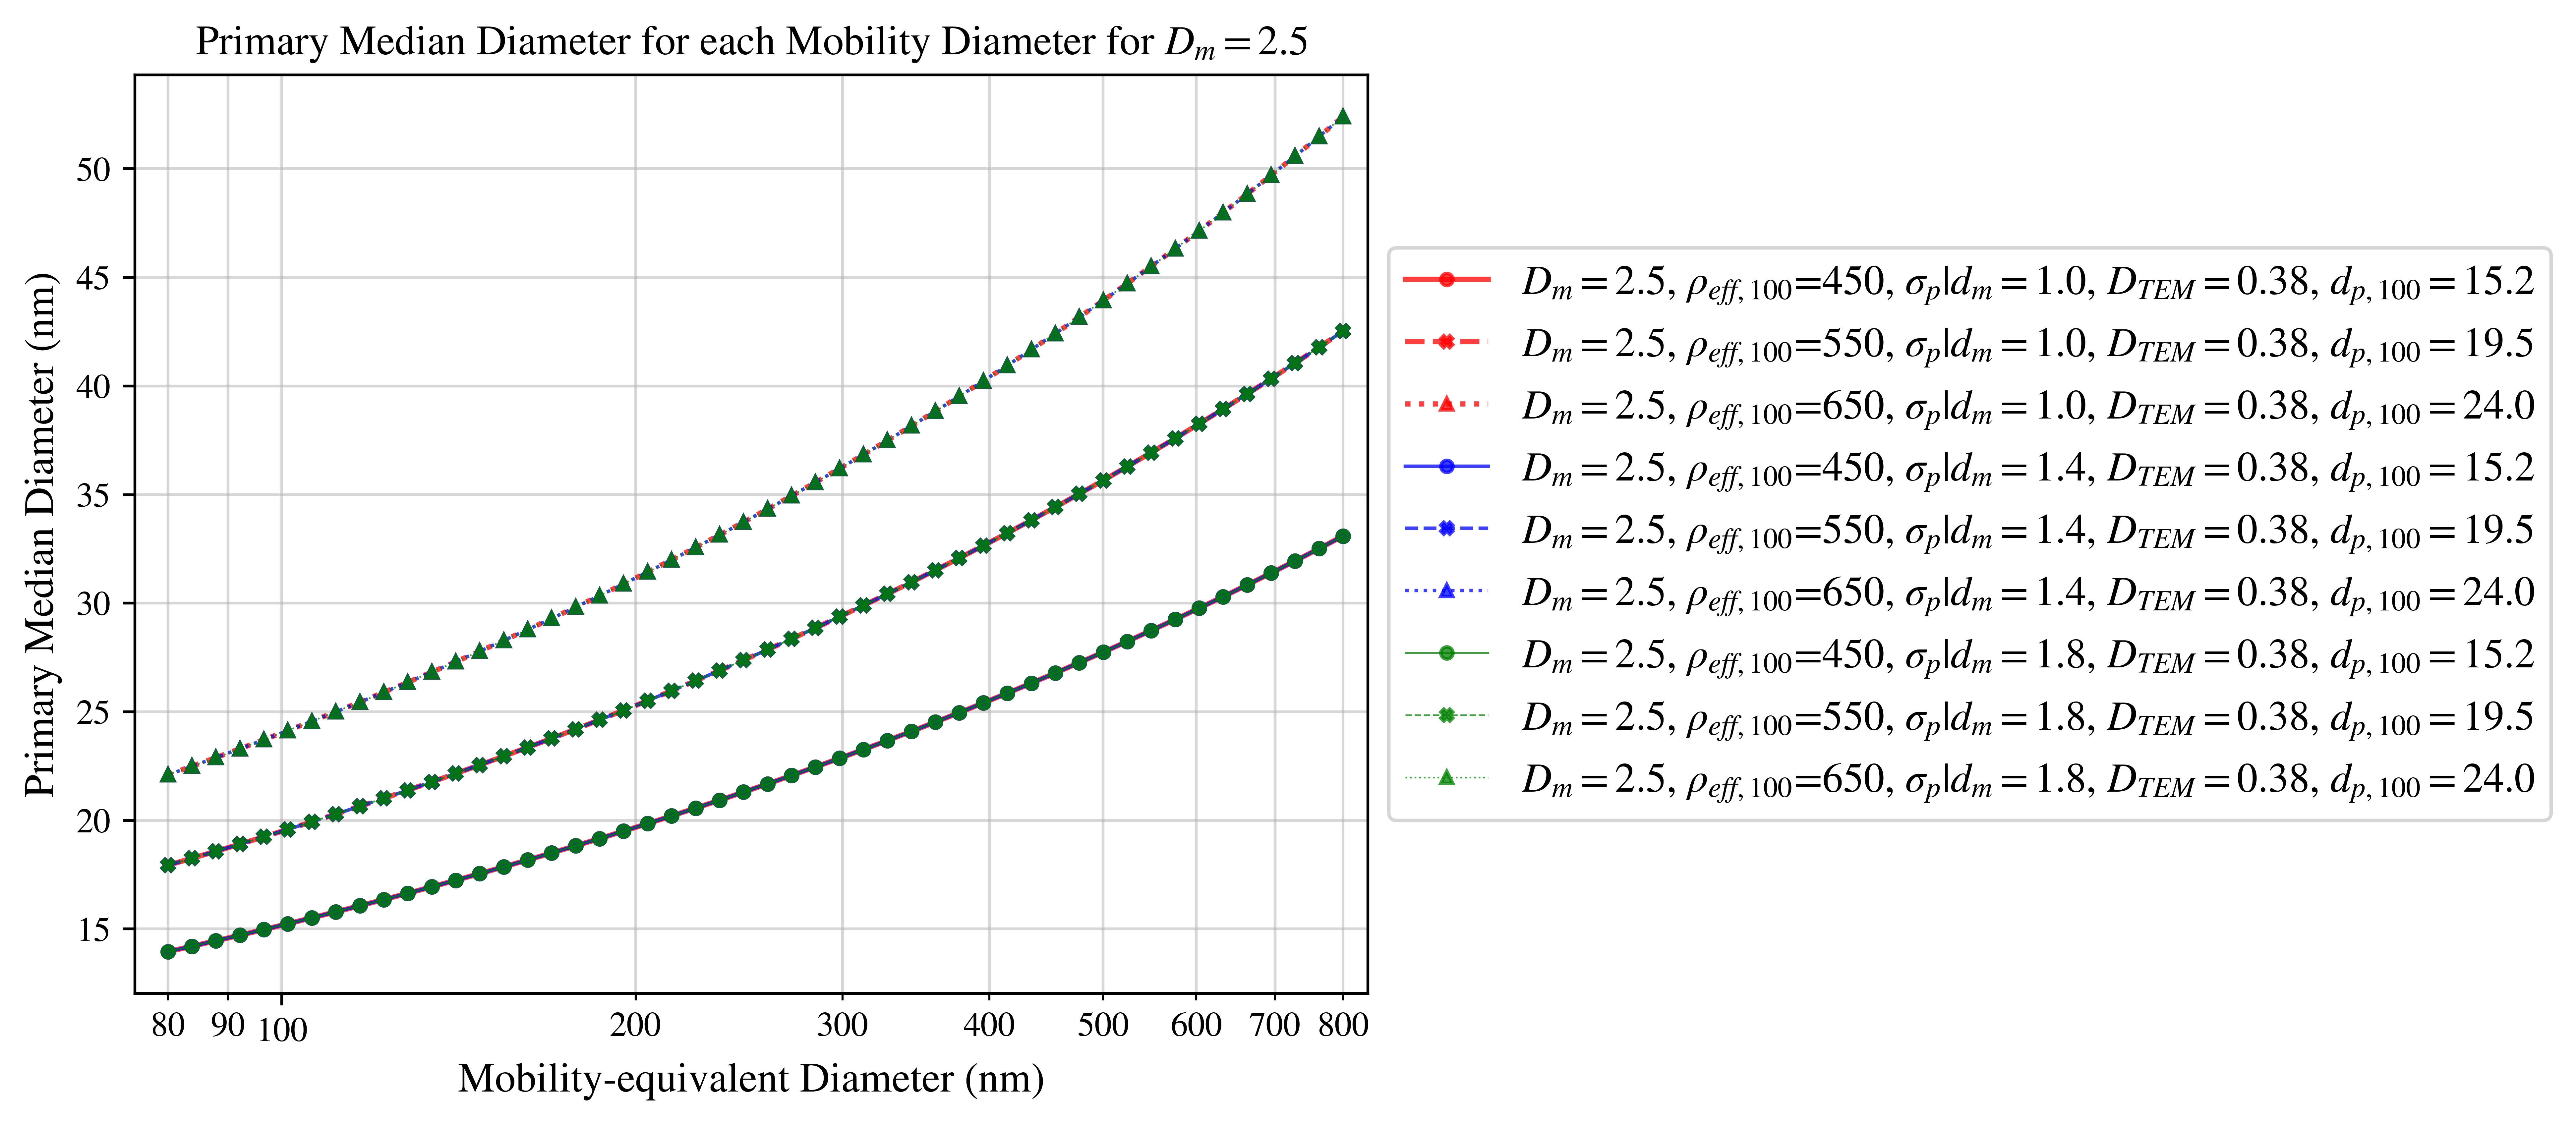 Primary Median Diameter for each Mobility Diameter for D_m = 2.5
Primary Median Diameter (nm)
50
45
40
35
30
25
20
15
80 90 100 200 300 400 500 600 700 800
Mobility-equivalent Diameter (nm)
D_m = 2.5, ρ_eff,100=450, σ_p|d_m = 1.0, D_TEM = 0.38, d_p,100 = 15.2
D_m = 2.5, ρ_eff,100=550, σ_p|d_m = 1.0, D_TEM = 0.38, d_p,100 = 19.5
D_m = 2.5, ρ_eff,100=650, σ_p|d_m = 1.0, D_TEM = 0.38, d_p,100 = 24.0
D_m = 2.5, ρ_eff,100=450, σ_p|d_m = 1.4, D_TEM = 0.38, d_p,100 = 15.2
D_m = 2.5, ρ_eff,100=550, σ_p|d_m = 1.4, D_TEM = 0.38, d_p,100 = 19.5
D_m = 2.5, ρ_eff,100=650, σ_p|d_m = 1.4, D_TEM = 0.38, d_p,100 = 24.0
D_m = 2.5, ρ_eff,100=450, σ_p|d_m = 1.8, D_TEM = 0.38, d_p,100 = 15.2
D_m = 2.5, ρ_eff,100=550, σ_p|d_m = 1.8, D_TEM = 0.38, d_p,100 = 19.5
D_m = 2.5, ρ_eff,100=650, σ_p|d_m = 1.8, D_TEM = 0.38, d_p,100 = 24.0